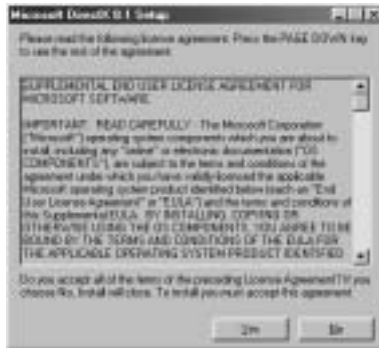 Microsoft DirectX 8.1 Setup
Please read the following license agreement. Press the PAGE DOWN key
to see the rest of the agreement.
SUPPLEMENTAL END USER LICENSE AGREEMENT FOR
MICROSOFT SOFTWARE
IMPORTANT: READ CAREFULLY - The Microsoft Corporation
("Microsoft") operating system components which you are about to
install, including any "online" or electronic documentation ("OS
COMPONENTS"), are subject to the terms and conditions of the
agreement under which you have validly licensed the applicable
Microsoft operating system product identified below (each an "End
User License Agreement" or "EULA") and the terms and conditions of
this Supplemental EULA. BY INSTALLING, COPYING OR
OTHERWISE USING THE OS COMPONENTS, YOU AGREE TO BE
BOUND BY THE TERMS AND CONDITIONS OF THE EULA FOR
THE APPLICABLE OPERATING SYSTEM PRODUCT IDENTIFIED
Do you accept all of the terms of the preceding License Agreement? If you
choose No, Install will close. To install you must accept this agreement.
Yes No